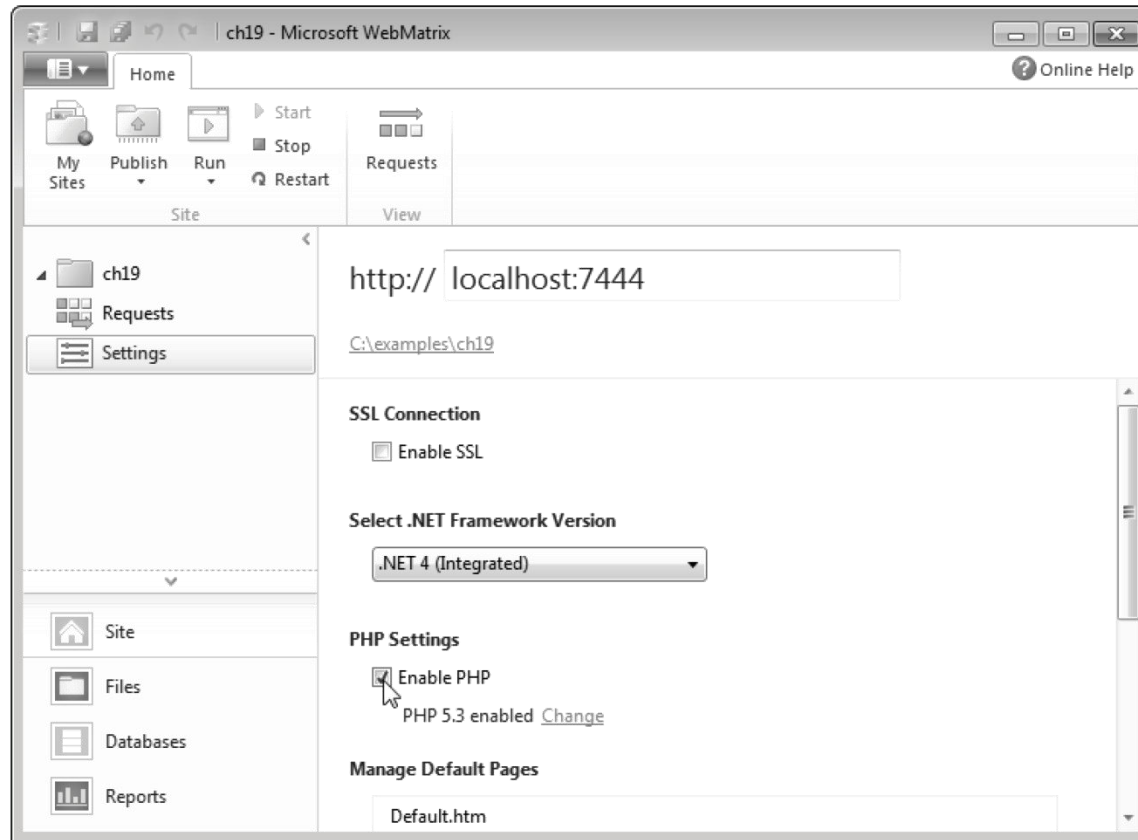 ch19 - Microsoft WebMatrix
Home
Online Help
My Sites
Publish
Run
Start
Stop
Restart
Requests
Site
View
ch19
Requests
Settings
Site
Files
Databases
Reports
http:// localhost:7444
C:\examples\ch19
SSL Connection
Enable SSL
Select .NET Framework Version
.NET 4 (Integrated)
PHP Settings
Enable PHP
PHP 5.3 enabled Change
Manage Default Pages
Default.htm